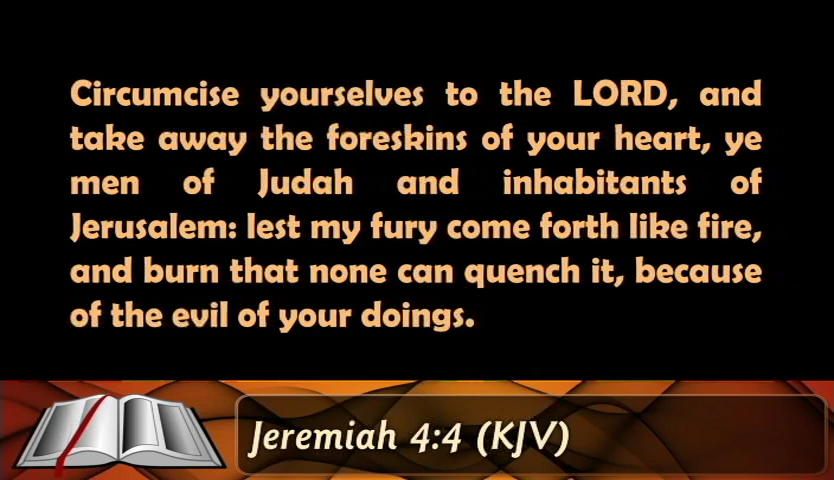 Circumcise yourselves to the LORD, and
take away the foreskins of your heart, ye
men of Judah and inhabitants of
Jerusalem: lest my fury come forth like fire,
and burn that none can quench it, because
of the evil of your doings.
Jeremiah 4:4 (KJV)